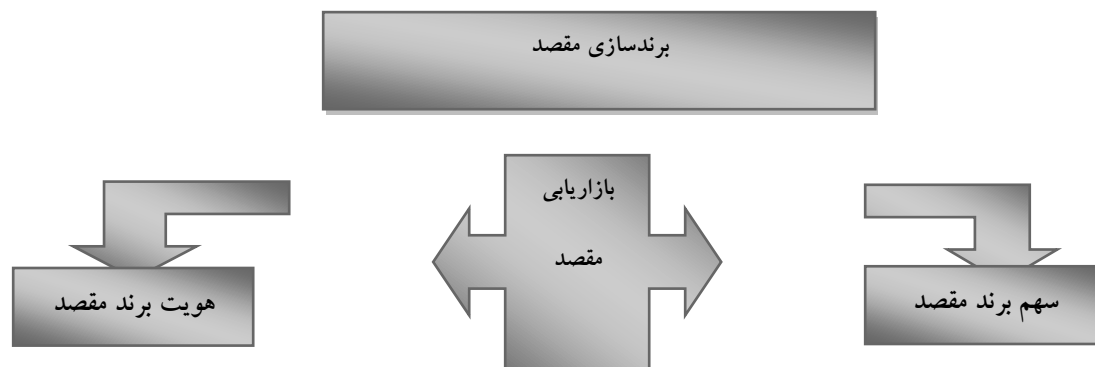 برندسازی مقصد
بازاریابی
مقصد
سهم برند مقصد
هویت برند مقصد